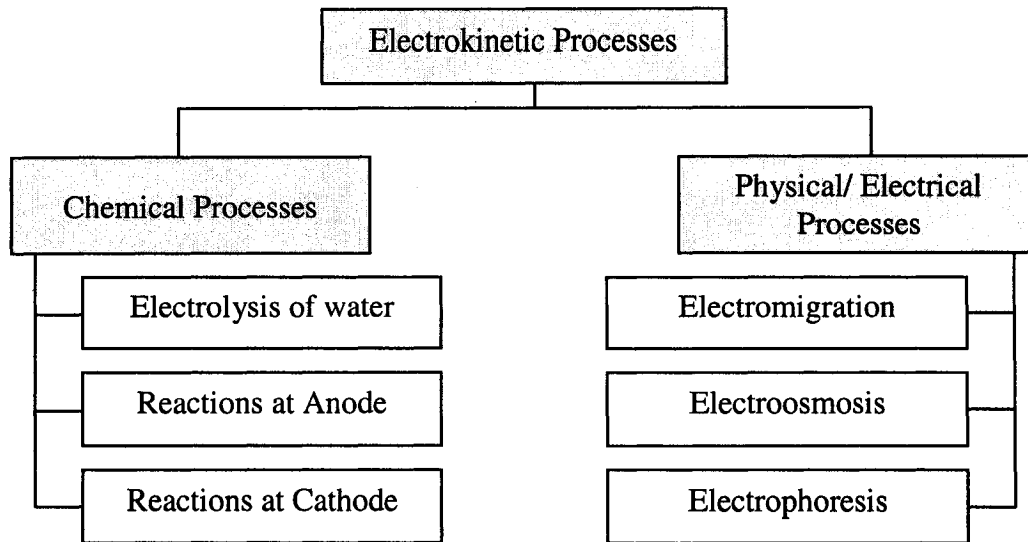 Electrokinetic Processes
Chemical Processes
Electrolysis of water
Reactions at Anode
Reactions at Cathode
Physical/ Electrical
Processes
Electromigration
Electroosmosis
Electrophoresis